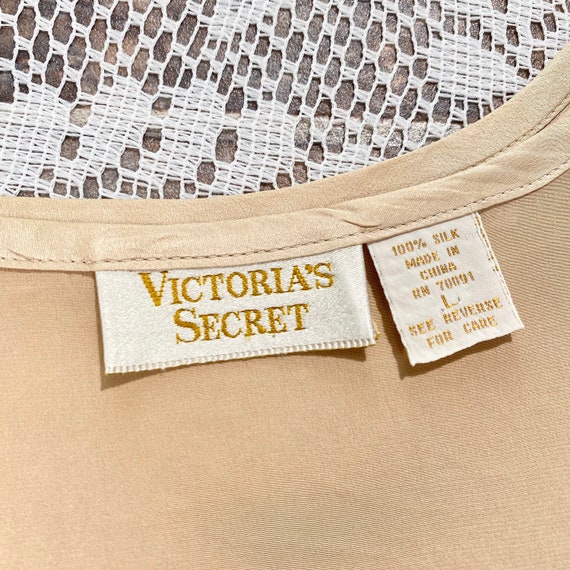 VICTORIA'S
SECRET
100% SILK
MADE IN
CHINA
RN 70091
L
SEE REVERSE
FOR CARE